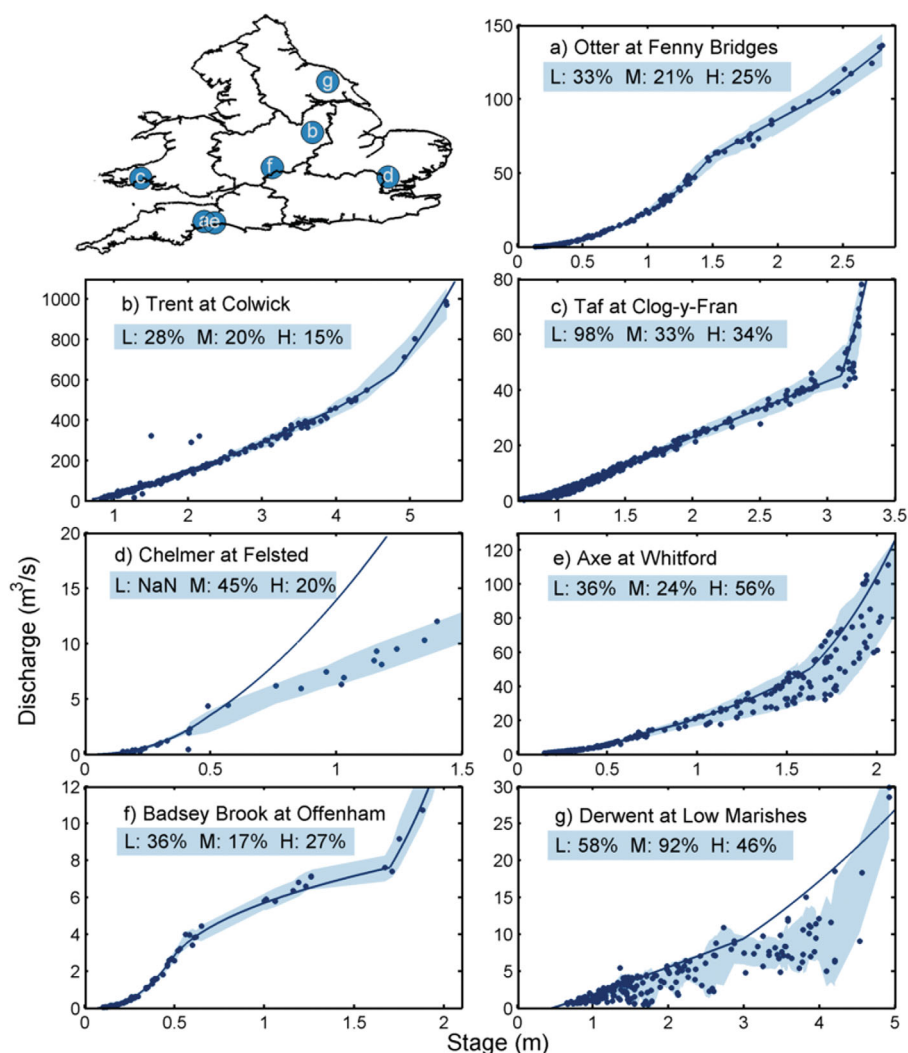 g
b
f
c
d
a e
a) Otter at Fenny Bridges
L: 33% M: 21% H: 25%
150
100
50
0
0 0.5 1 1.5 2 2.5
b) Trent at Colwick
L: 28% M: 20% H: 15%
1000
800
600
400
200
0
1 2 3 4 5
c) Taf at Clog-y-Fran
L: 98% M: 33% H: 34%
80
60
40
20
0
1 1.5 2 2.5 3 3.5
d) Chelmer at Felsted
L: NaN M: 45% H: 20%
20
15
10
5
0
0 0.5 1 1.5
e) Axe at Whitford
L: 36% M: 24% H: 56%
120
100
80
60
40
20
0
0 0.5 1 1.5 2
f) Badsey Brook at Offenham
L: 36% M: 17% H: 27%
12
10
8
6
4
2
0
0 0.5 1 1.5 2
g) Derwent at Low Marishes
L: 58% M: 92% H: 46%
30
25
20
15
10
5
0
0 1 2 3 4 5
Discharge (m³/s)
Stage (m)